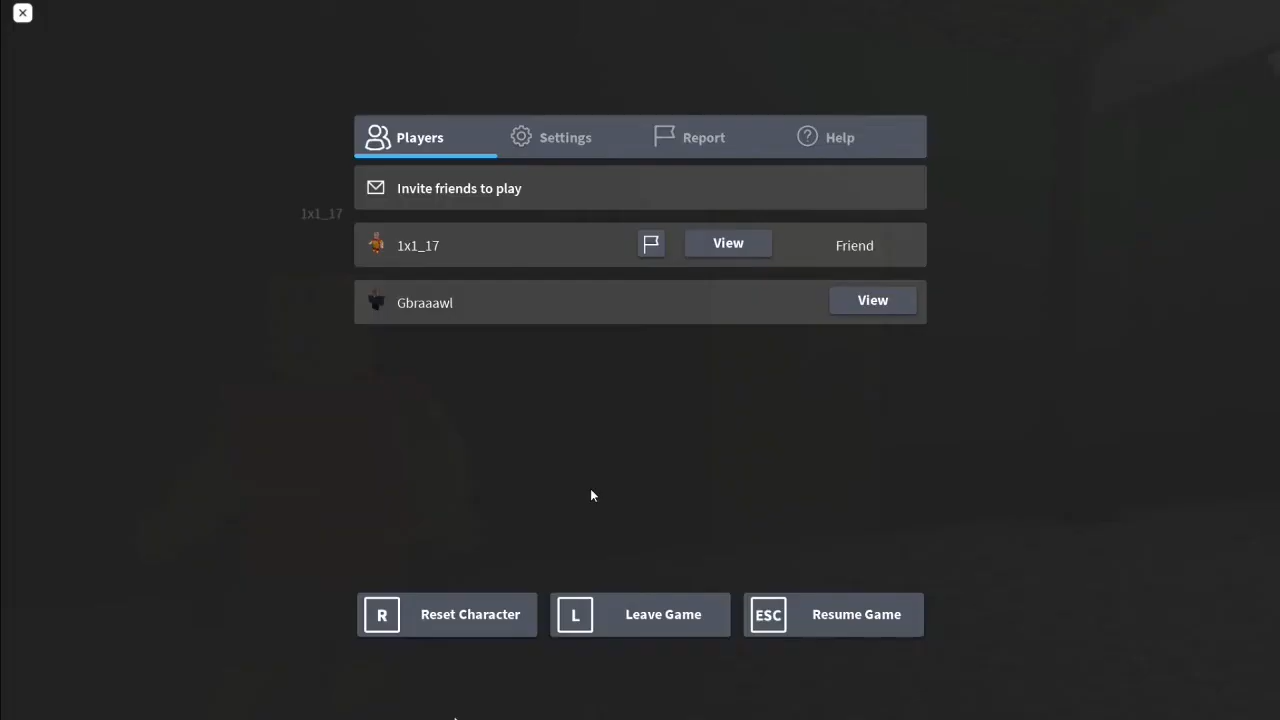 Players Settings Report Help
Invite friends to play
1x1_17
1x1_17 View Friend
Gbraaawl View
R Reset Character L Leave Game ESC Resume Game